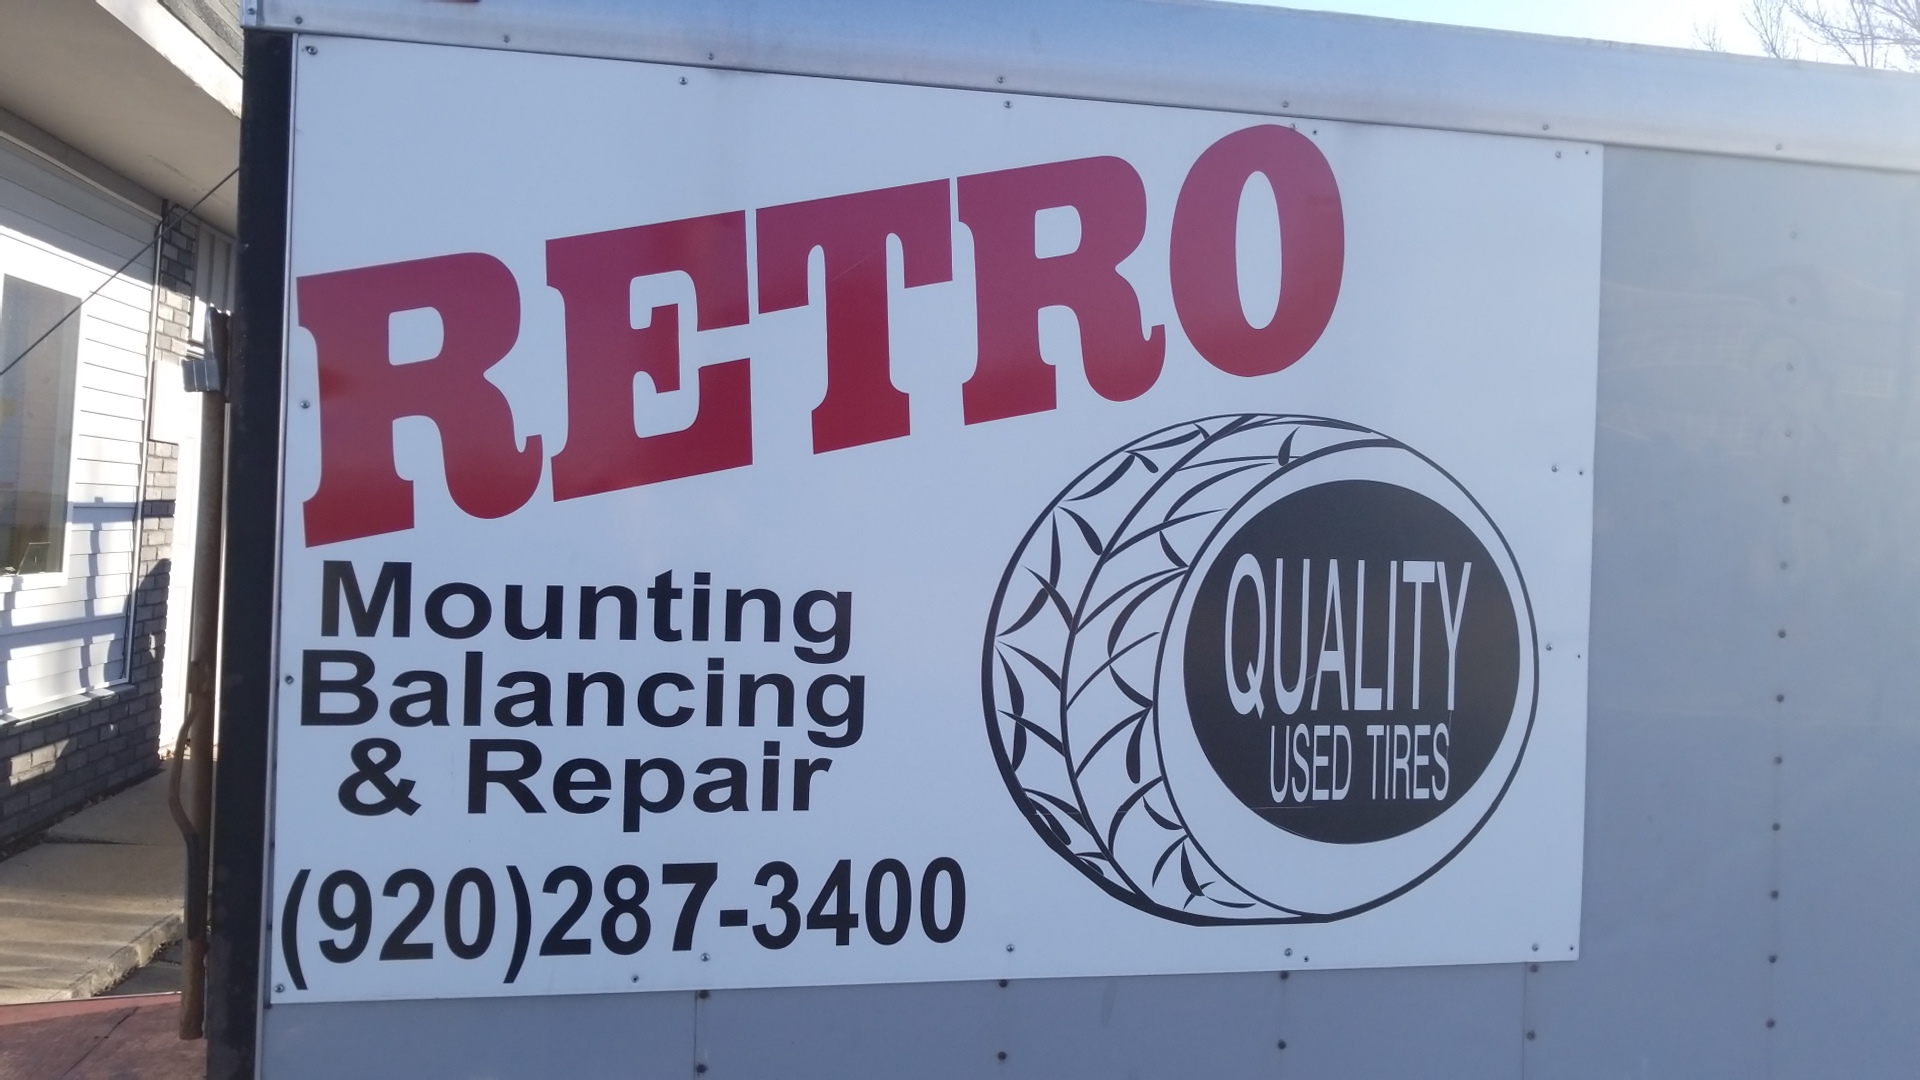 RETRO
Mounting
Balancing
& Repair
(920)287-3400
QUALITY
USED TIRES